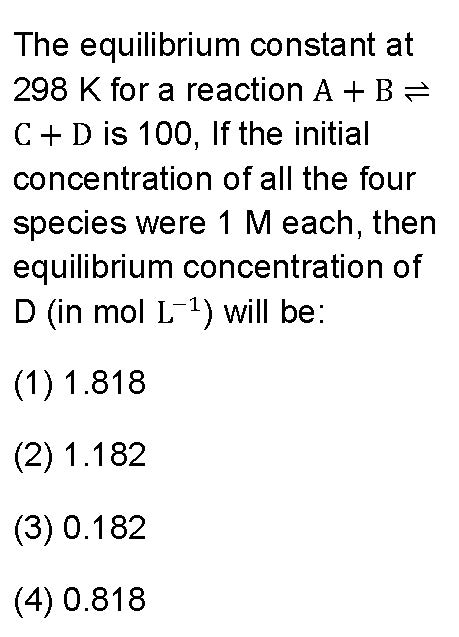 The equilibrium constant at
298 K for a reaction A + B ⇌
C + D is 100, If the initial
concentration of all the four
species were 1 M each, then
equilibrium concentration of
D (in mol L⁻¹) will be:
(1) 1.818
(2) 1.182
(3) 0.182
(4) 0.818